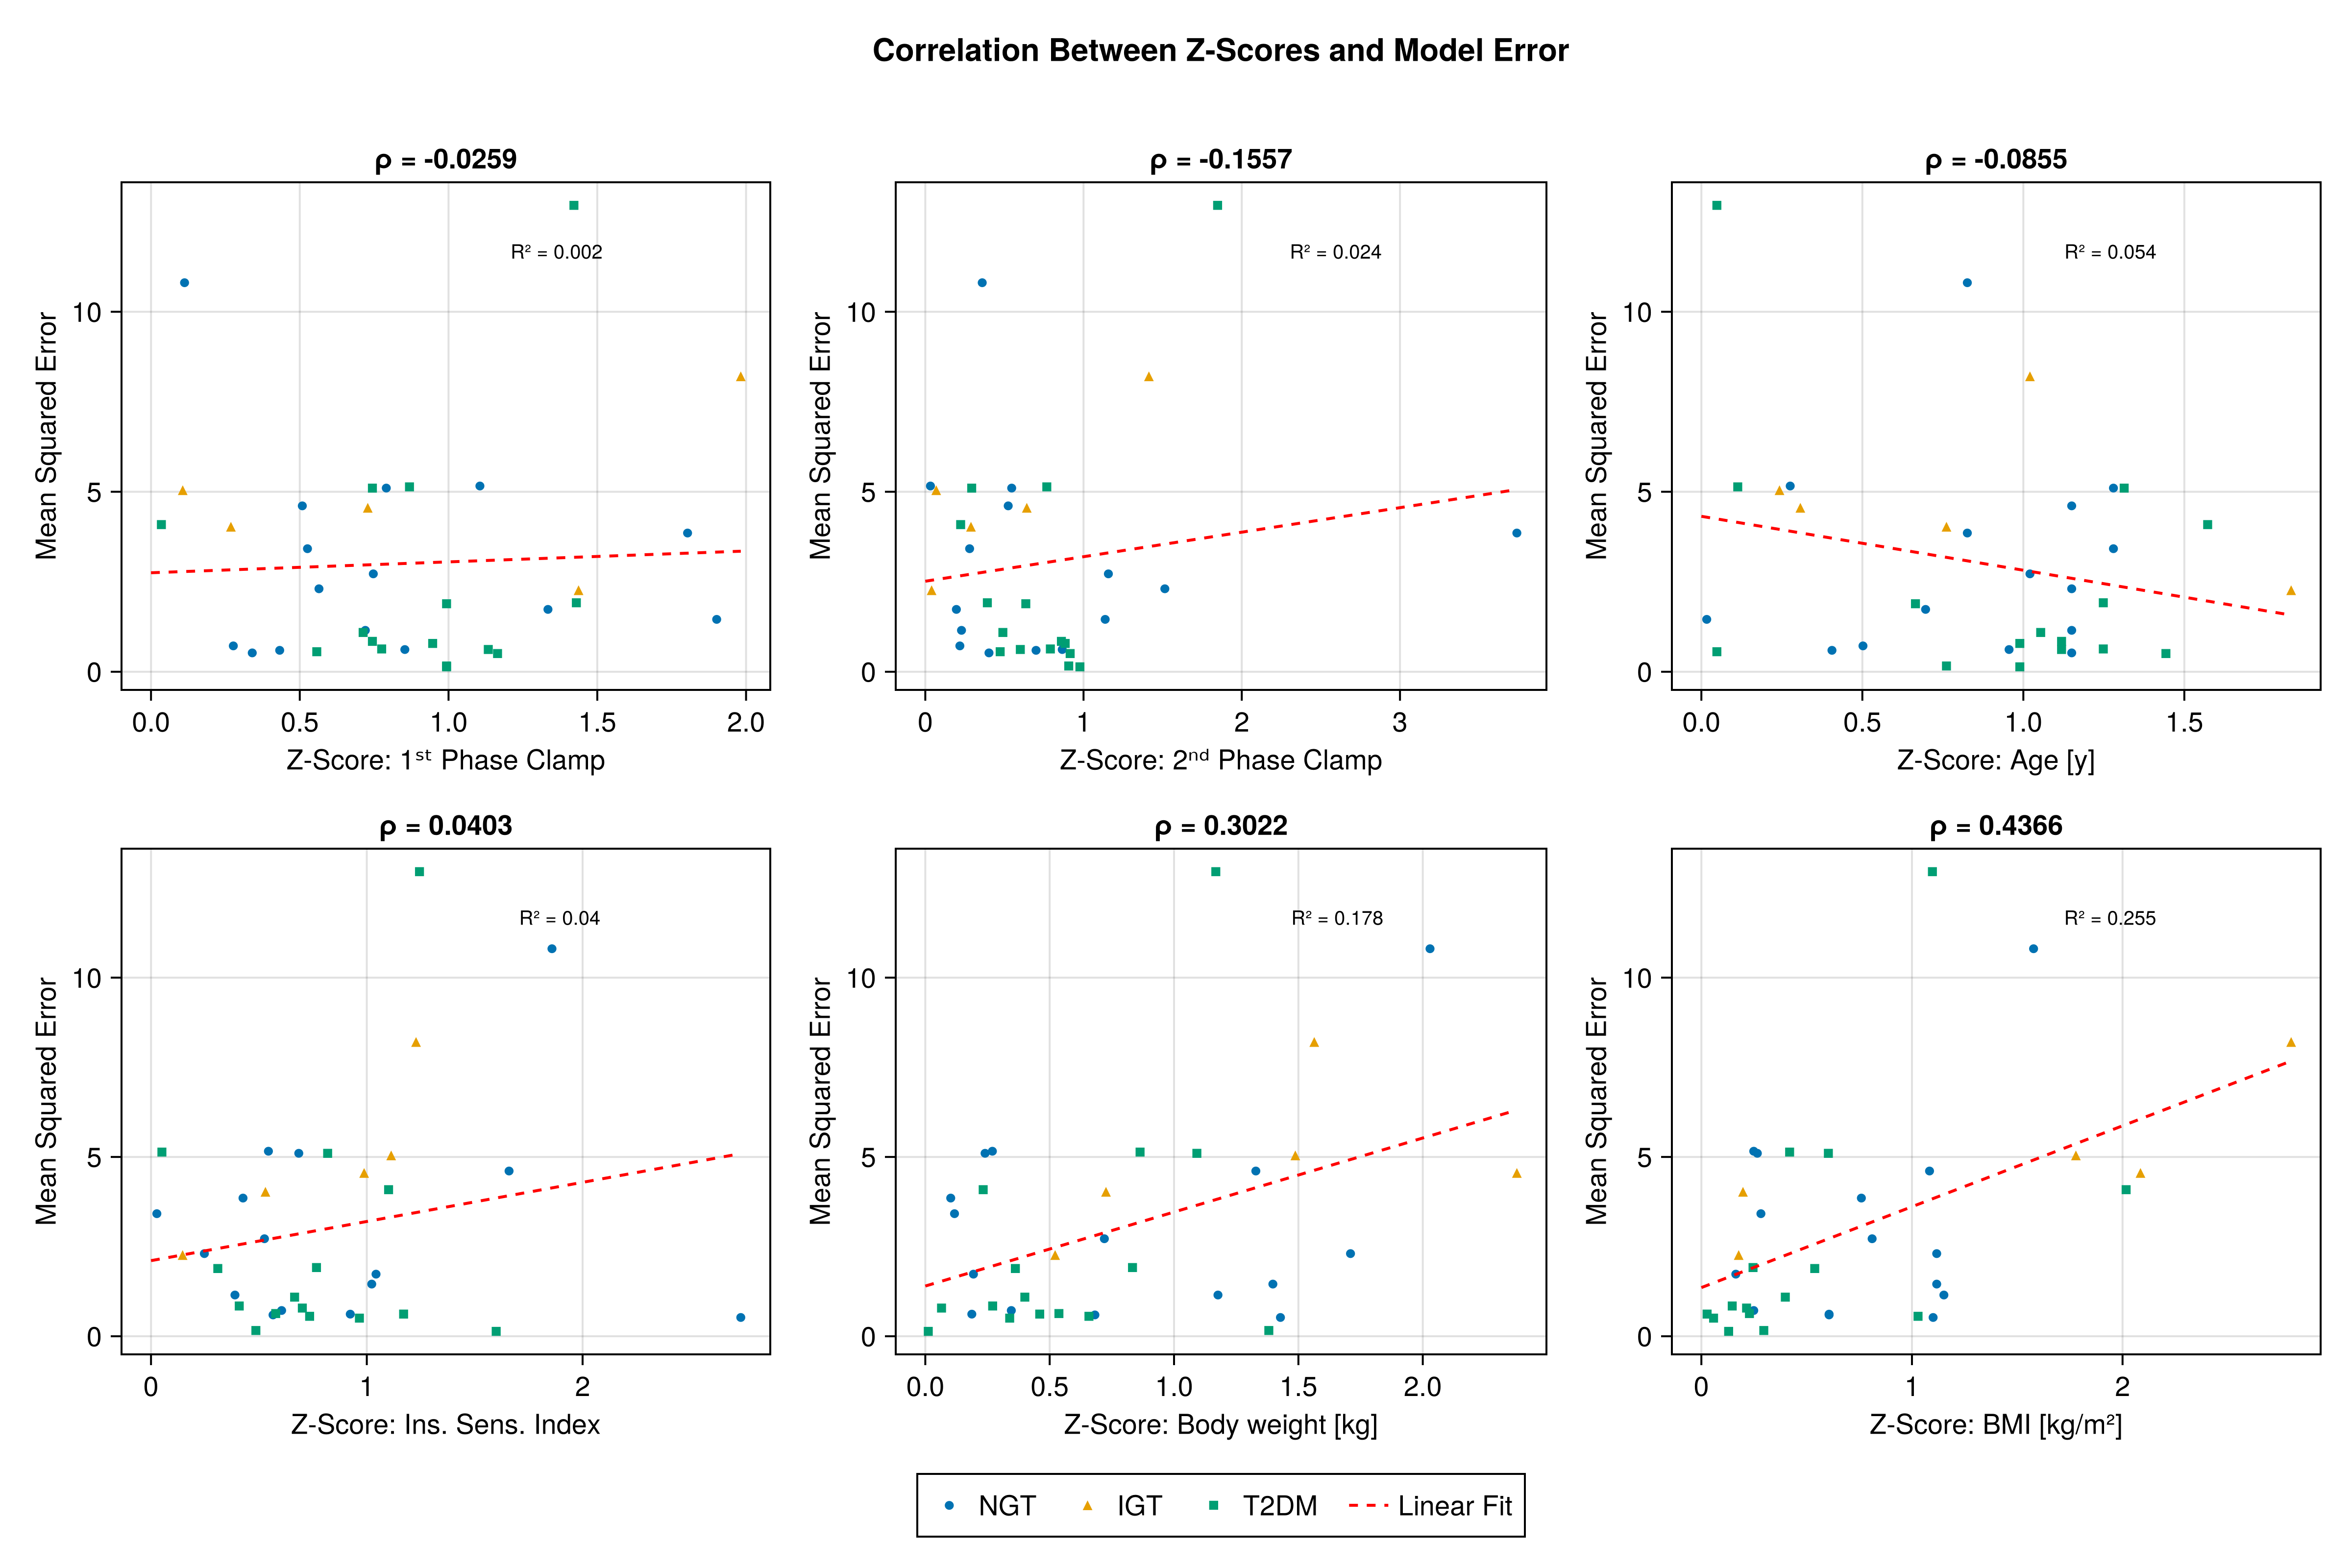 Correlation Between Z-Scores and Model Error
ρ = -0.0259
ρ = -0.1557
ρ = -0.0855
R² = 0.002
R² = 0.024
R² = 0.054
Mean Squared Error
10
5
0
Mean Squared Error
10
5
0
Mean Squared Error
10
5
0
0.0 0.5 1.0 1.5 2.0
0 1 2 3
0.0 0.5 1.0 1.5
Z-Score: 1ˢᵗ Phase Clamp
Z-Score: 2ⁿᵈ Phase Clamp
Z-Score: Age [y]
ρ = 0.0403
ρ = 0.3022
ρ = 0.4366
R² = 0.04
R² = 0.178
R² = 0.255
Mean Squared Error
10
5
0
Mean Squared Error
10
5
0
Mean Squared Error
10
5
0
0 1 2
0.0 0.5 1.0 1.5 2.0
0 1 2
Z-Score: Ins. Sens. Index
Z-Score: Body weight [kg]
Z-Score: BMI [kg/m²]
NGT IGT T2DM Linear Fit